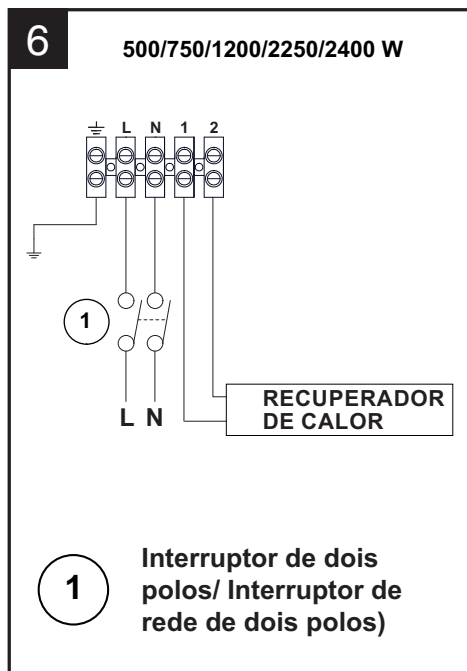 6
500/750/1200/2250/2400 W
L N 1 2
1
L N
RECUPERADOR
DE CALOR
1
Interruptor de dois
polos/ Interruptor de
rede de dois polos)